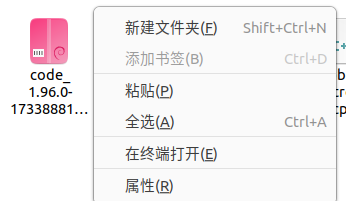 新建文件夹(F) Shift+Ctrl+N
添加书签(B) Ctrl+D
粘贴(P)
全选(A) Ctrl+A
在终端打开(E)
属性(R)
code_
1.96.0-
17338881...